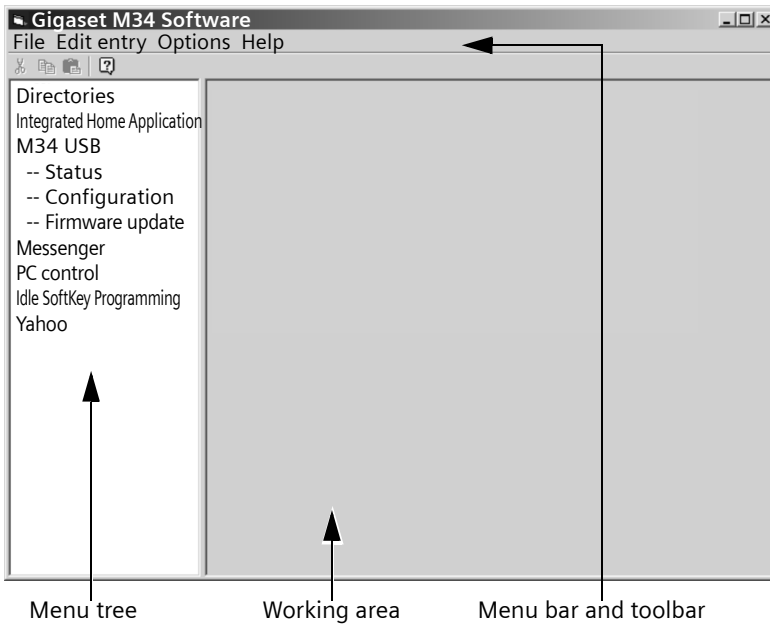 Gigaset M34 Software
File Edit entry Options Help
Directories
Integrated Home Application
M34 USB
-- Status
-- Configuration
-- Firmware update
Messenger
PC control
Idle SoftKey Programming
Yahoo
Menu tree Working area Menu bar and toolbar